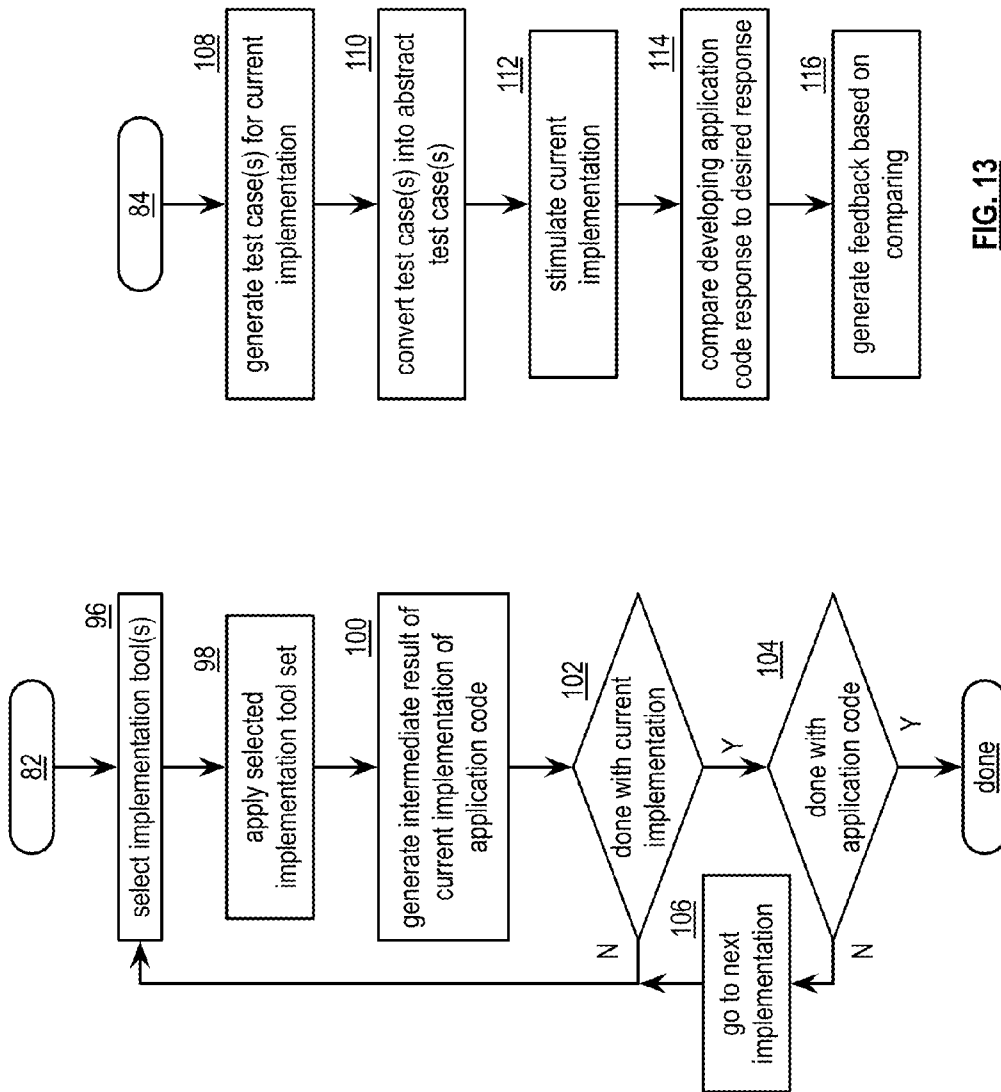 82
96
select implementation tool(s)
98
apply selected
implementation tool set
100
generate intermediate result of
current implementation of
application code
102
done with current
implementation
N
Y
104
done with
application code
N
Y
106
go to next
implementation
done
84
108
generate test case(s) for current
implementation
110
convert test case(s) into abstract
test case(s)
112
stimulate current
implementation
114
compare developing application
code response to desired response
116
generate feedback based on
comparing
FIG. 13